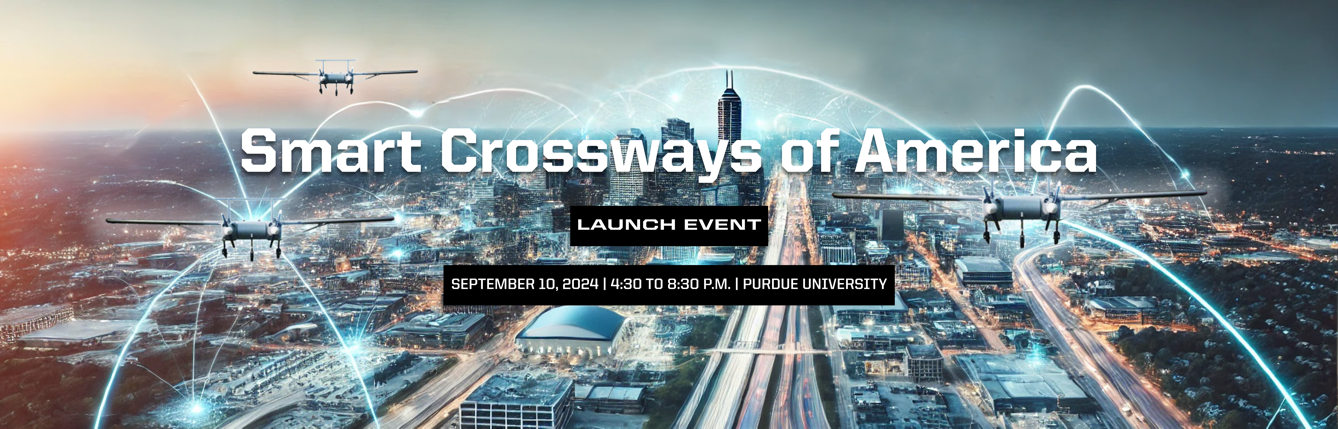 Smart Crossways of America
LAUNCH EVENT
SEPTEMBER 10, 2024 | 4:30 TO 8:30 P.M. | PURDUE UNIVERSITY